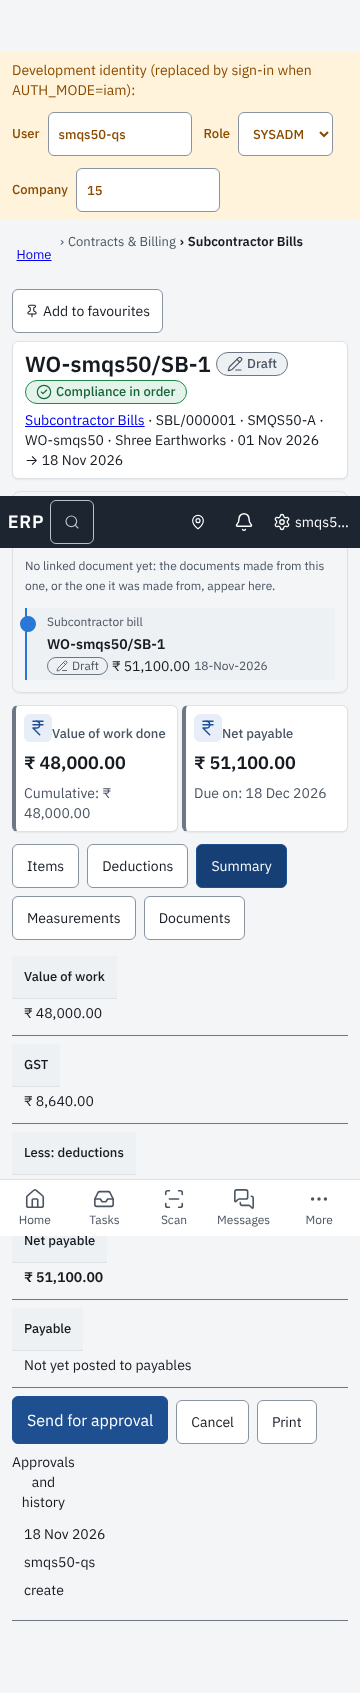 Development identity (replaced by sign-in when
AUTH_MODE=iam):
User smqs50-qs Role SYSADM
Company 15
Home › Contracts & Billing › Subcontractor Bills
Add to favourites
WO-smqs50/SB-1 Draft
Compliance in order
Subcontractor Bills · SBL/000001 · SMQS50-A ·
WO-smqs50 · Shree Earthworks · 01 Nov 2026
→ 18 Nov 2026
ERP smqs5...
No linked document yet: the documents made from this
one, or the one it was made from, appear here.
Subcontractor bill
WO-smqs50/SB-1
Draft ₹ 51,100.00 18-Nov-2026
₹ Value of work done
₹ 48,000.00
Cumulative: ₹
48,000.00
₹ Net payable
₹ 51,100.00
Due on: 18 Dec 2026
Items Deductions Summary
Measurements Documents
Value of work
₹ 48,000.00
GST
₹ 8,640.00
Less: deductions
Home Tasks Scan Messages More
Net payable
₹ 51,100.00
Payable
Not yet posted to payables
Send for approval Cancel Print
Approvals
and
history
18 Nov 2026
smqs50-qs
create